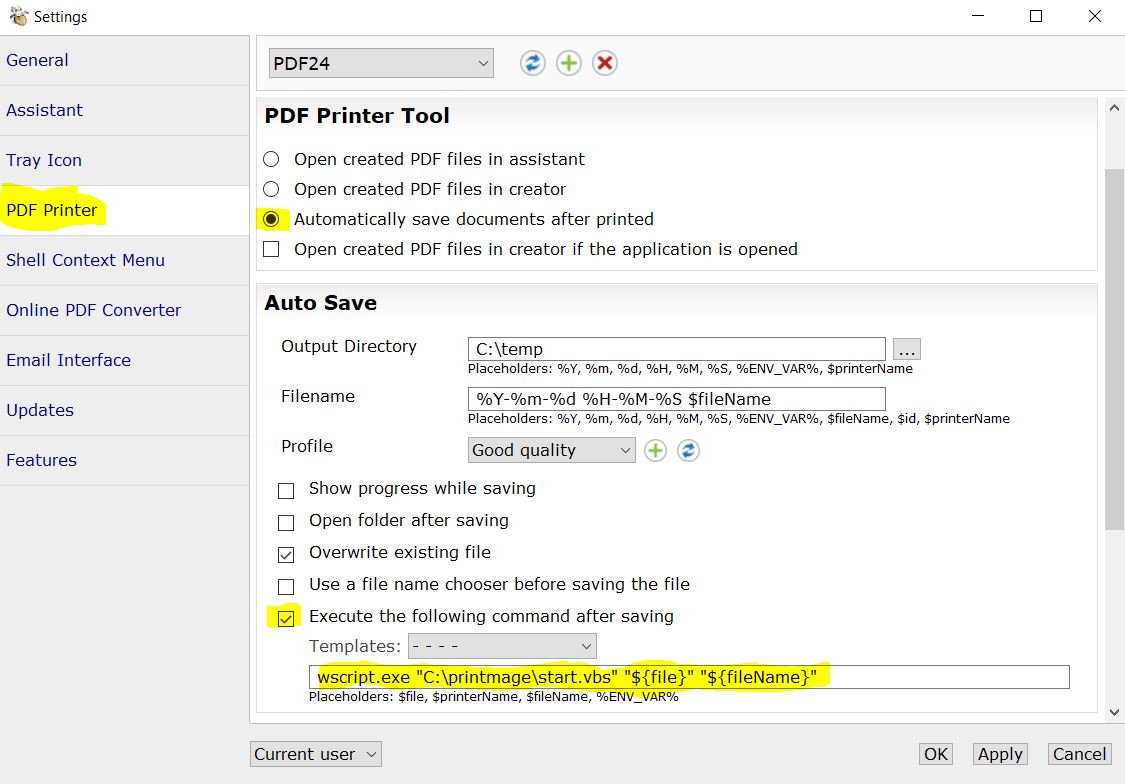 Settings
General
Assistant
Tray Icon
PDF Printer
Shell Context Menu
Online PDF Converter
Email Interface
Updates
Features
PDF24
PDF Printer Tool
Open created PDF files in assistant
Open created PDF files in creator
Automatically save documents after printed
Open created PDF files in creator if the application is opened
Auto Save
Output Directory
C:\temp
...
Placeholders: %Y, %m, %d, %H, %M, %S, %ENV_VAR%, $printerName
Filename
%Y-%m-%d %H-%M-%S $fileName
Placeholders: %Y, %m, %d, %H, %M, %S, %ENV_VAR%, $fileName, $id, $printerName
Profile
Good quality
Show progress while saving
Open folder after saving
Overwrite existing file
Use a file name chooser before saving the file
Execute the following command after saving
Templates: - - - -
wscript.exe "C:\printmage\start.vbs" "${file}" "${fileName}"
Placeholders: $file, $printerName, $fileName, %ENV_VAR%
Current user
OK
Apply
Cancel